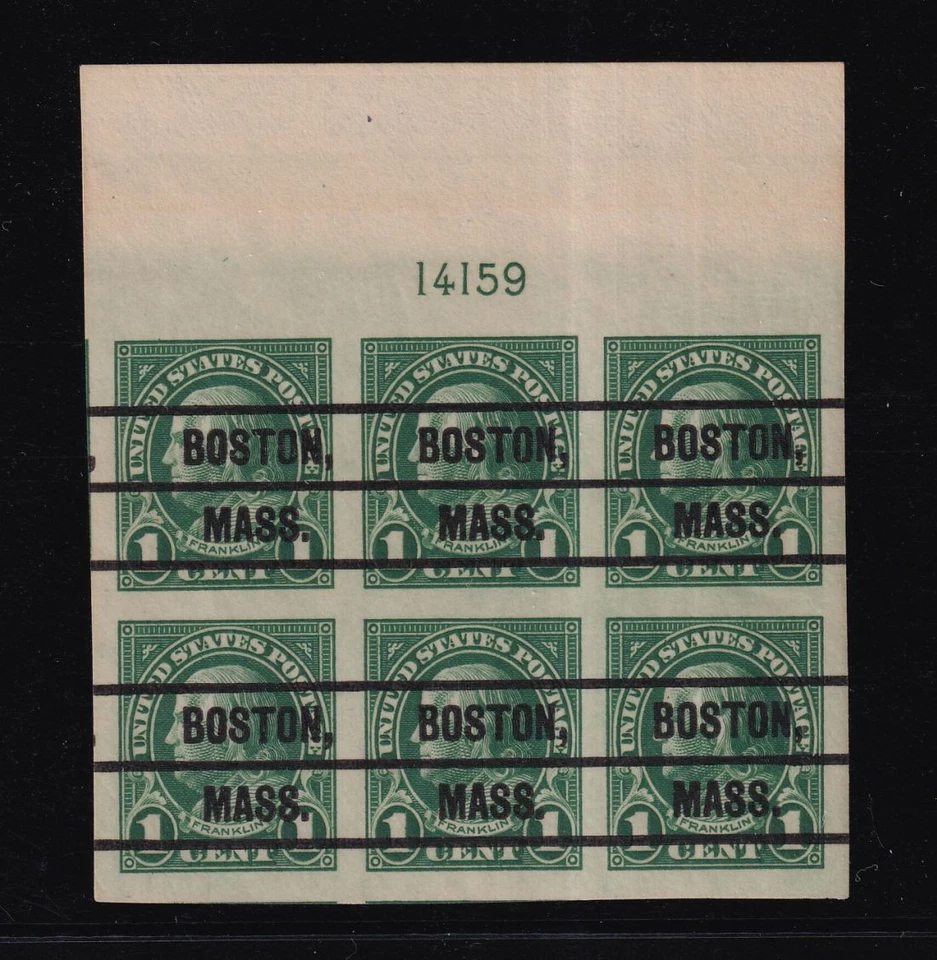 14159
UNITED STATES POSTAGE UNITED STATES POSTAGE UNITED STATES POSTAGE
BOSTON, BOSTON, BOSTON,
MASS. MASS. MASS.
FRANKLIN FRANKLIN FRANKLIN
1 CENT 1 1 CENT 1 1 CENT 1
UNITED STATES POSTAGE UNITED STATES POSTAGE UNITED STATES POSTAGE
BOSTON, BOSTON, BOSTON,
MASS. MASS. MASS.
FRANKLIN FRANKLIN FRANKLIN
1 CENT 1 1 CENT 1 1 CENT 1